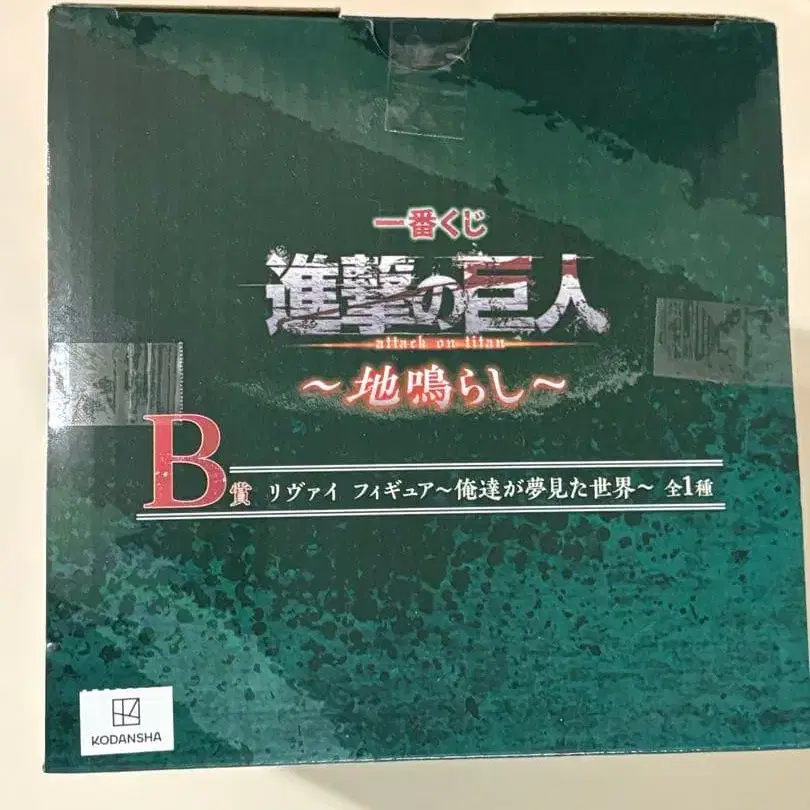 一番くじ
進撃の巨人
attack on titan
～地鳴らし～
B賞 リヴァイ フィギュア～俺達が夢見た世界～ 全1種
KODANSHA